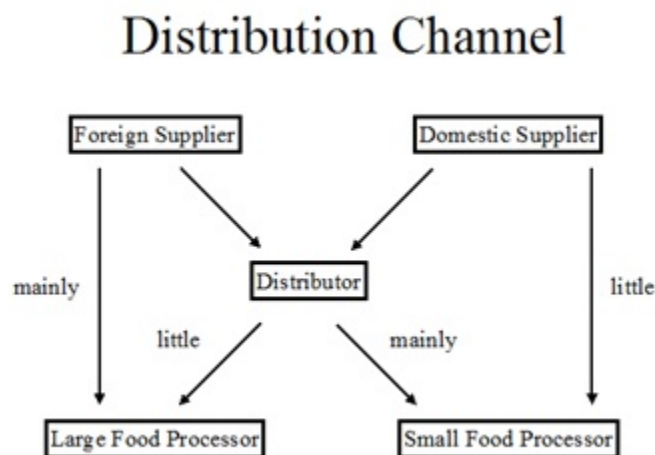 Distribution Channel
Foreign Supplier
Domestic Supplier
mainly
Distributor
little
little
mainly
Large Food Processor
Small Food Processor